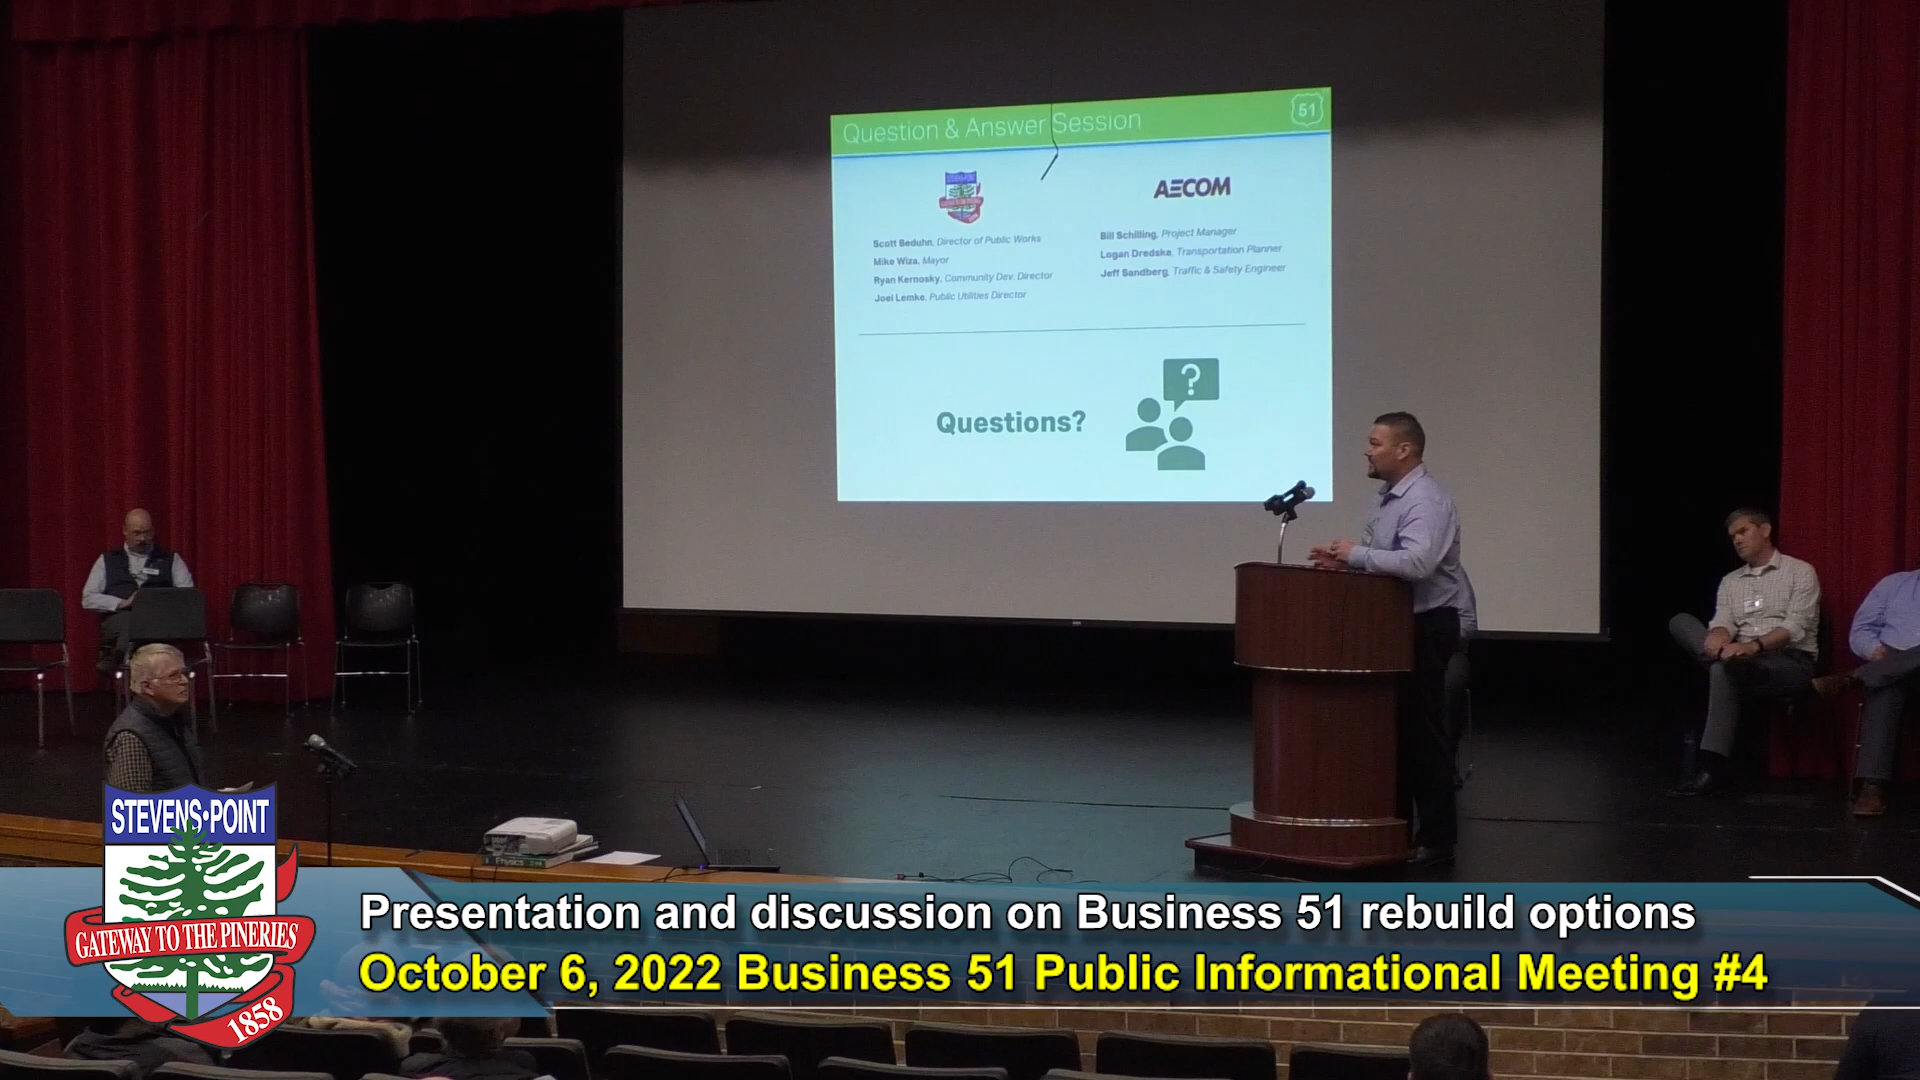 Question & Answer Session
51
STEVENS·POINT
AECOM
Scott Beduhn, Director of Public Works
Mike Wiza, Mayor
Ryan Kernosky, Community Dev. Director
Joel Lemke, Public Utilities Director
Bill Schilling, Project Manager
Logan Dredske, Transportation Planner
Jeff Sandberg, Traffic & Safety Engineer
?
Questions?
Physics
STEVENS·POINT
GATEWAY TO THE PINERIES
1858
Presentation and discussion on Business 51 rebuild options
October 6, 2022 Business 51 Public Informational Meeting #4